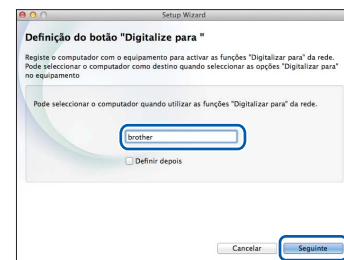 Setup Wizard
Definição do botão "Digitalize para "
Registe o computador com o equipamento para activar as funções "Digitalizar para" da rede.
Pode seleccionar o computador como destino quando seleccionar as opções "Digitalizar para"
no equipamento
Pode seleccionar o computador quando utilizar as funções "Digitalizar para" da rede.
brother
Definir depois
Cancelar
Seguinte